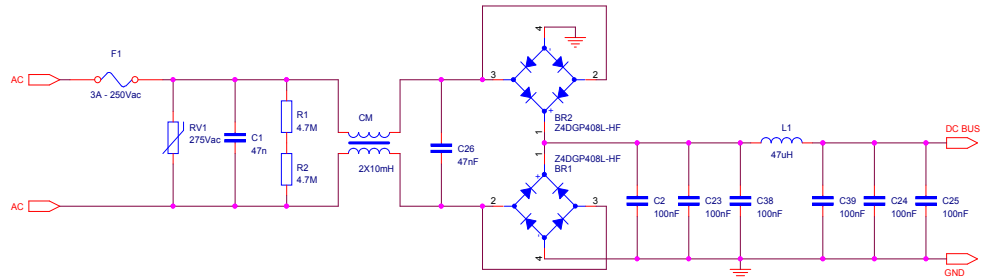 4
F1
AC
3
2
3A - 250Vac
CM
R1
4.7M
BR2
Z4DGP408L-HF
RV1
275Vac
C1
47n
1
L1
DC BUS
C26
47nF
1
Z4DGP408L-HF
BR1
47uH
R2
4.7M
2X10mH
AC
2
3
C2
100nF
C23
100nF
C38
100nF
C39
100nF
C24
100nF
C25
100nF
4
GND